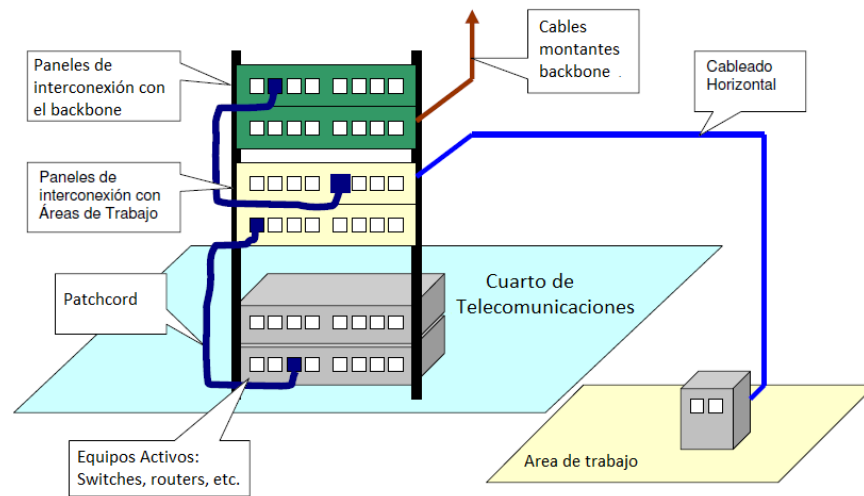 Paneles de
interconexión con
el backbone
Cables
montantes
backbone .
Cableado
Horizontal
Paneles de
interconexión con
Áreas de Trabajo
Patchcord
Cuarto de
Telecomunicaciones
Equipos Activos:
Switches, routers, etc.
Area de trabajo